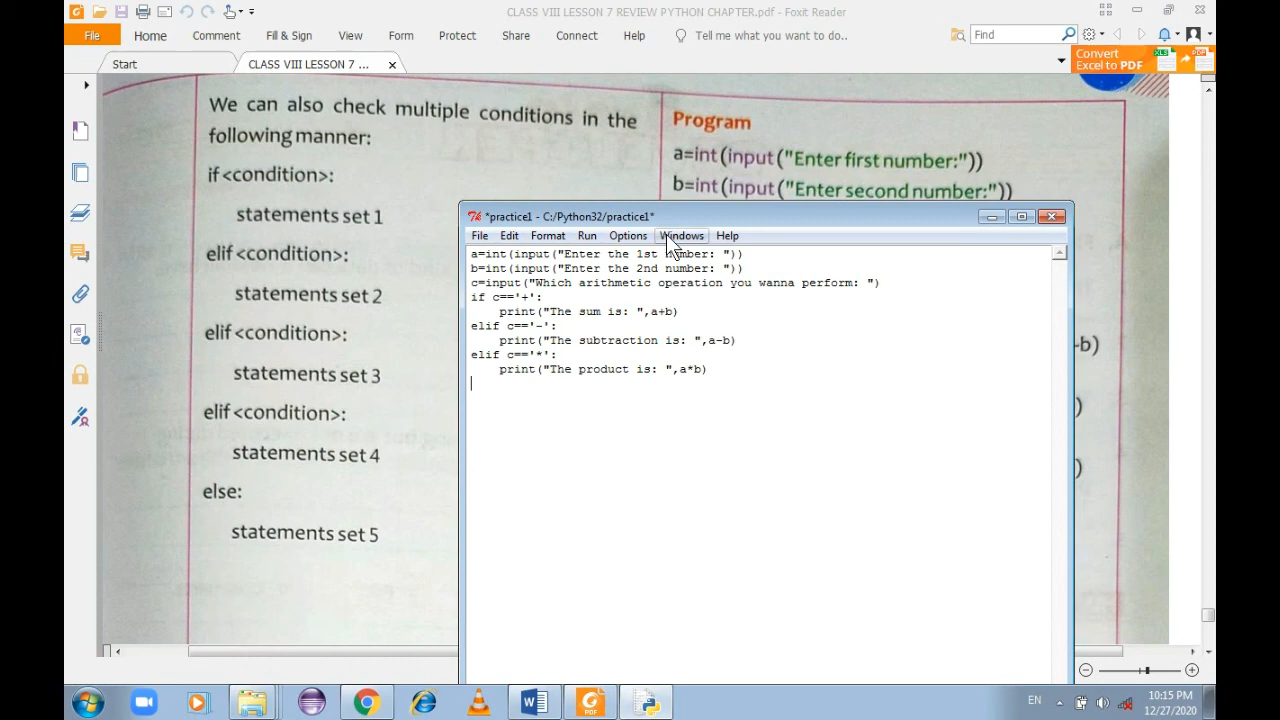 CLASS VIII LESSON 7 REVIEW PYTHON CHAPTER.pdf - Foxit Reader
File Home Comment Fill & Sign View Form Protect Share Connect Help Tell me what you want to do.. Find
Start CLASS VIII LESSON 7 ...
Convert
Excel to PDF
We can also check multiple conditions in the
following manner:
if<condition>:
statements set 1
elif<condition>:
statements set 2
elif<condition>:
statements set 3
elif<condition>:
statements set 4
else:
statements set 5
Program
a=int(input("Enter first number:"))
b=int(input("Enter second number:"))
-b)
)
)
*practice1 - C:/Python32/practice1*
File Edit Format Run Options Windows Help
a=int(input("Enter the 1st number: "))
b=int(input("Enter the 2nd number: "))
c=input("Which arithmetic operation you wanna perform: ")
if c=='+':
print("The sum is: ",a+b)
elif c=='-':
print("The subtraction is: ",a-b)
elif c=='*':
print("The product is: ",a*b)
EN
10:15 PM
12/27/2020